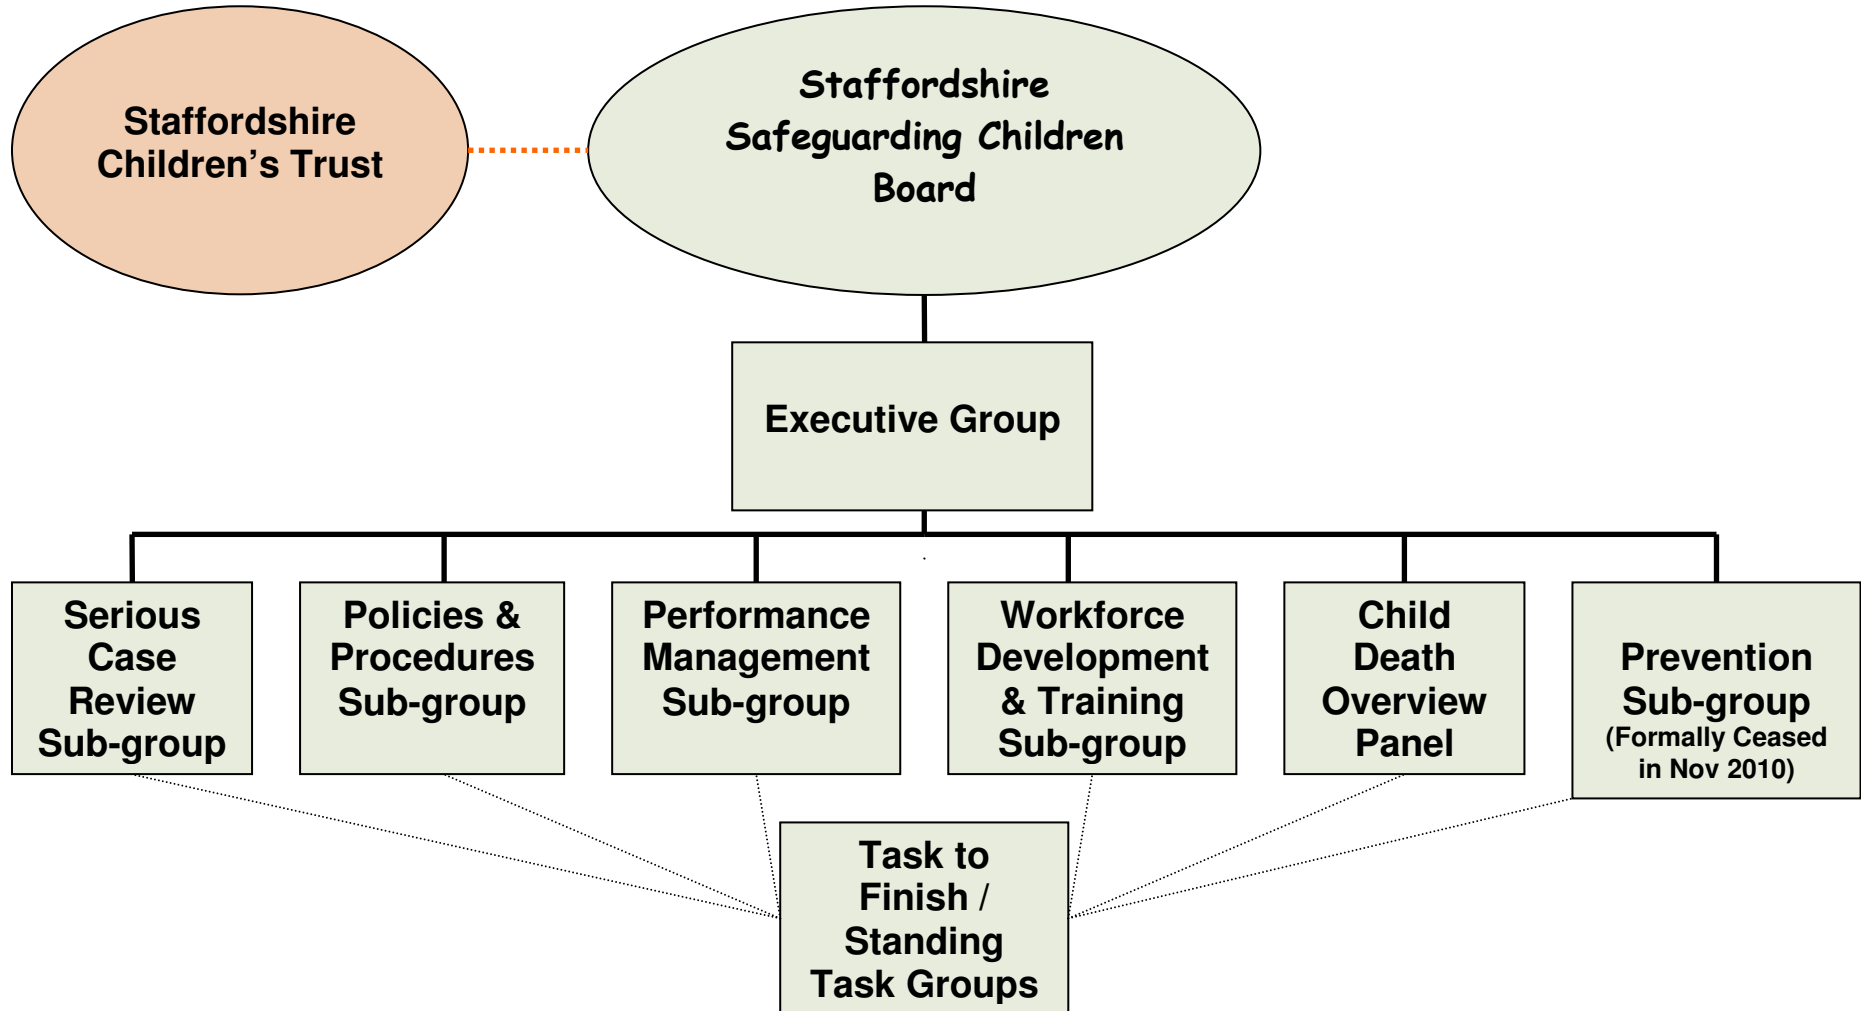 Staffordshire
Children’s Trust
Staffordshire
Safeguarding Children
Board
Executive Group
Serious
Case
Review
Sub-group
Policies &
Procedures
Sub-group
Performance
Management
Sub-group
Workforce
Development
& Training
Sub-group
Child
Death
Overview
Panel
Prevention
Sub-group
(Formally Ceased
in Nov 2010)
Task to
Finish /
Standing
Task Groups